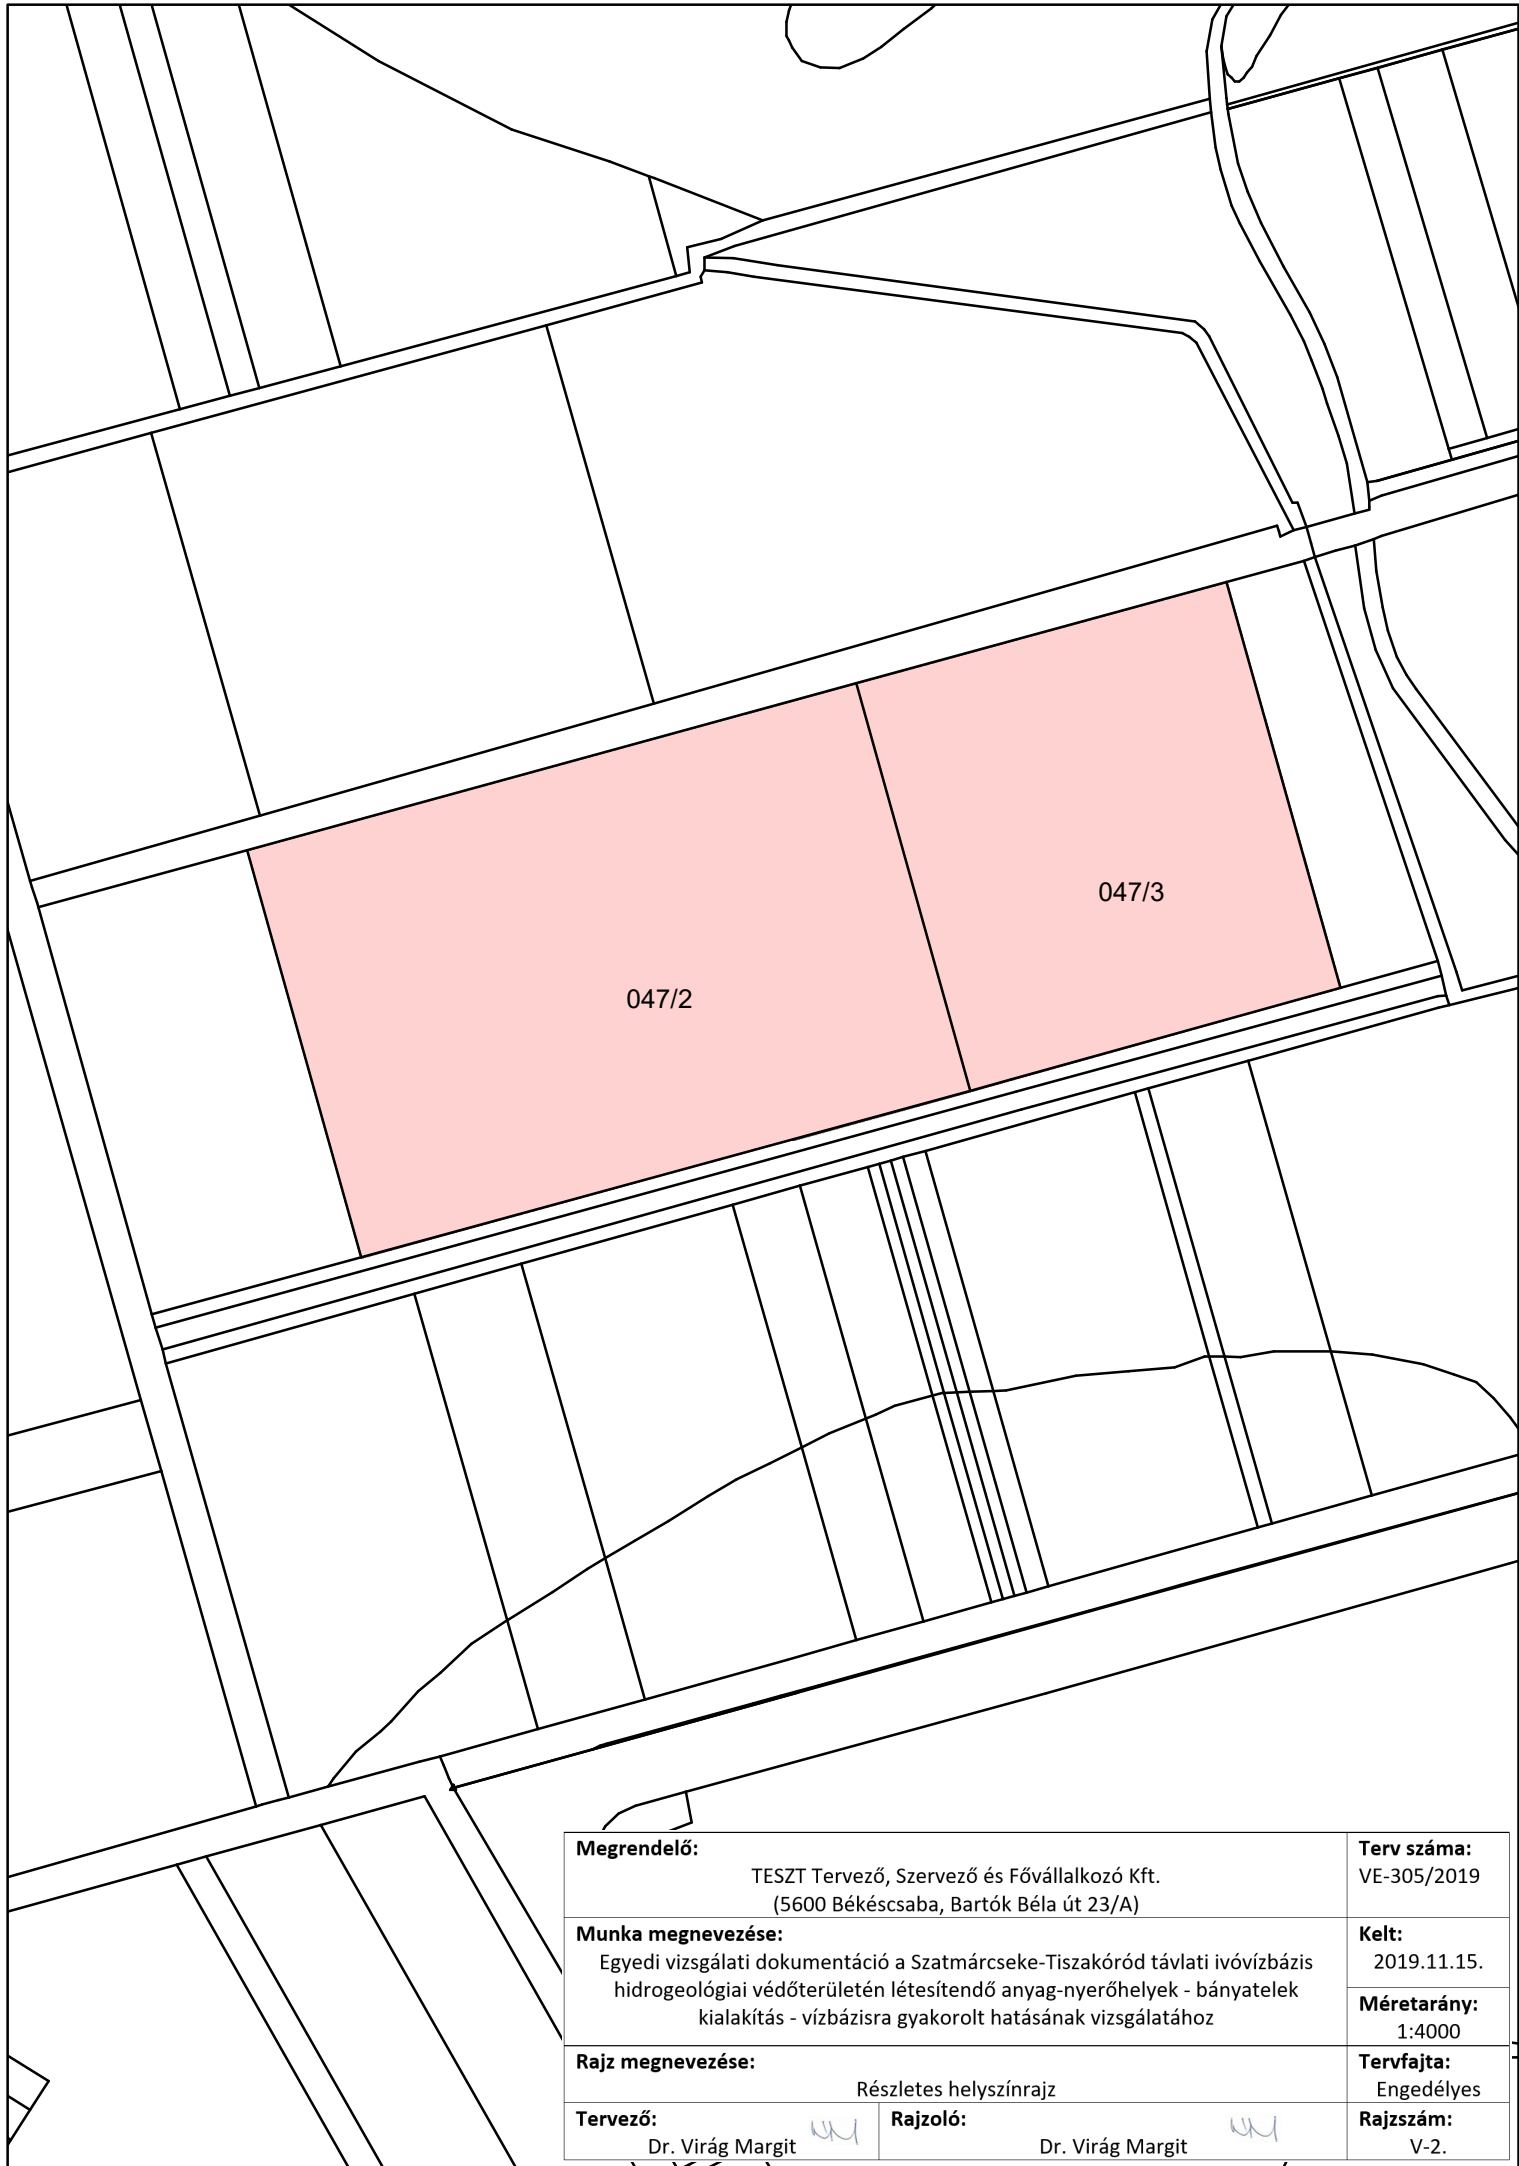 047/3
047/2
Megrendelő:
TESZT Tervező, Szervező és Fővállalkozó Kft.
(5600 Békéscsaba, Bartók Béla út 23/A)
Terv száma:
VE-305/2019
Munka megnevezése:
Egyedi vizsgálati dokumentáció a Szatmárcseke-Tiszakóród távlati ivóvízbázis
hidrogeológiai védőterületén létesítendő anyag-nyerőhelyek - bányatelek
kialakítás - vízbázisra gyakorolt hatásának vizsgálatához
Kelt:
2019.11.15.
Méretarány:
1:4000
Rajz megnevezése:
Részletes helyszínrajz
Tervfajta:
Engedélyes
Tervező:
Dr. Virág Margit
Rajzoló:
Dr. Virág Margit
Rajzszám:
V-2.